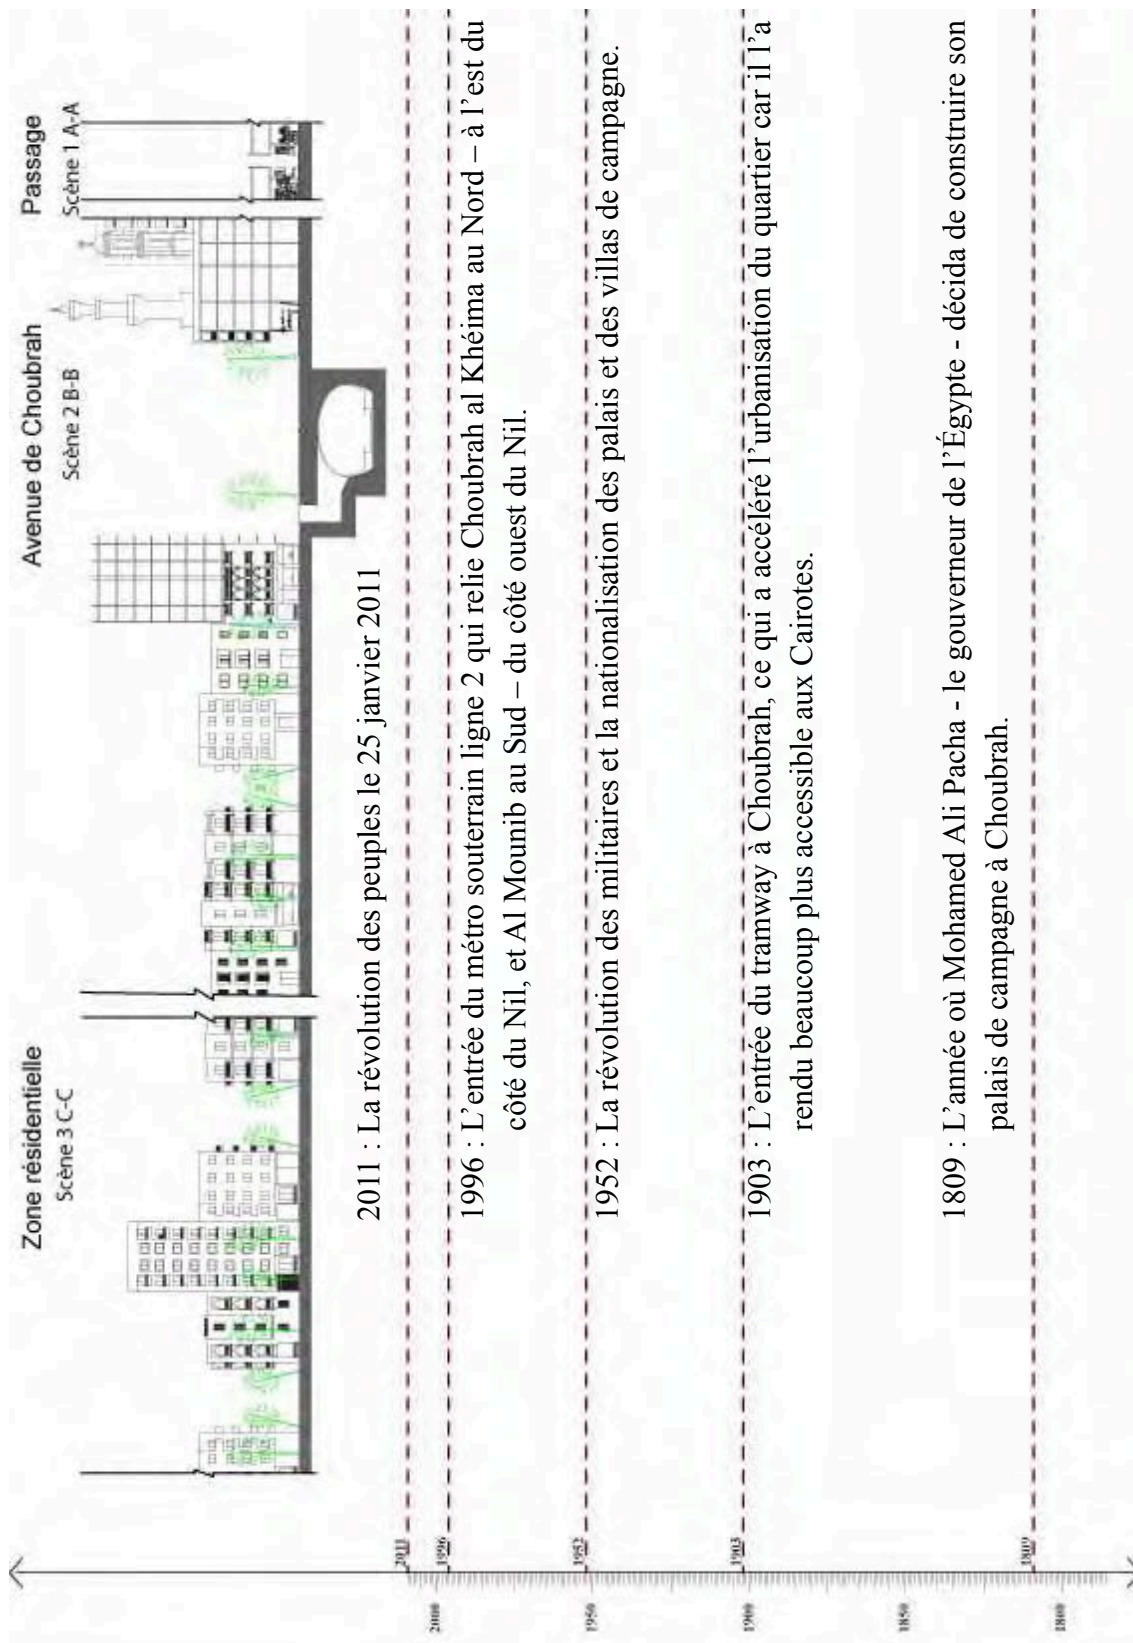 Zone résidentielle
Scène 3 C-C
Avenue de Choubrah
Scène 2 B-B
Passage
Scène 1 A-A
2011 : La révolution des peuples le 25 janvier 2011
1996 : L'entrée du métro souterrain ligne 2 qui relie Choubrah al Khéima au Nord – à l'est du
côté du Nil, et Al Mounib au Sud – du côté ouest du Nil.
1952 : La révolution des militaires et la nationalisation des palais et des villas de campagne.
1903 : L'entrée du tramway à Choubrah, ce qui a accéléré l'urbanisation du quartier car il l'a
rendu beaucoup plus accessible aux Cairotes.
1809 : L'année où Mohamed Ali Pacha - le gouverneur de l'Égypte - décida de construire son
palais de campagne à Choubrah.
2011
1996
1952
1903
1809
2000
1950
1900
1850
1800